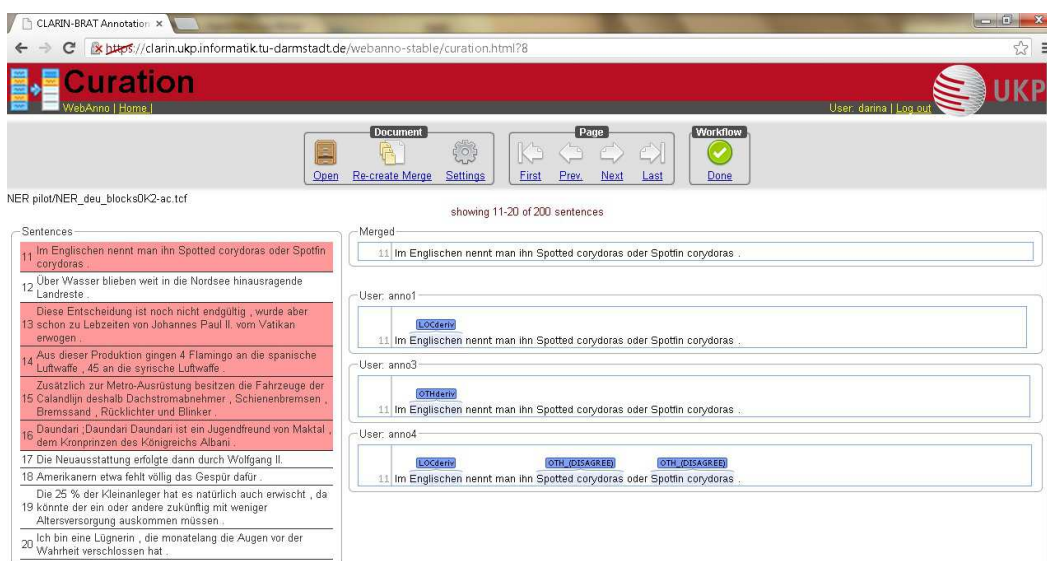 CLARIN-BRAT Annotation ×
https://clarin.ukp.informatik.tu-darmstadt.de/webanno-stable/curation.html?8
Curation
UKP
WebAnno | Home |
User: darina | Log out
Document
Page
Workflow
Open Re-create Merge Settings First Prev. Next Last Done
NER pilot/NER_deu_blocks0K2-ac.tcf
showing 11-20 of 200 sentences
Sentences
11 Im Englischen nennt man ihn Spotted corydoras oder Spotfin
corydoras .
12 Über Wasser blieben weit in die Nordsee hinausragende
Landreste .
Diese Entscheidung ist noch nicht endgültig , wurde aber
13 schon zu Lebzeiten von Johannes Paul II. vom Vatikan
erwogen .
14 Aus dieser Produktion gingen 4 Flamingo an die spanische
Luftwaffe , 45 an die syrische Luftwaffe .
Zusätzlich zur Metro-Ausrüstung besitzen die Fahrzeuge der
15 Calandlijn deshalb Dachstromabnehmer , Schienenbremsen ,
Bremssand , Rücklichter und Blinker .
16 Daundari ;Daundari Daundari ist ein Jugendfreund von Maktal ,
dem Kronprinzen des Königreichs Albani .
17 Die Neuausstattung erfolgte dann durch Wolfgang II.
18 Amerikanern etwa fehlt völlig das Gespür dafür .
Die 25 % der Kleinanleger hat es natürlich auch erwischt , da
19 könnte der ein oder andere zukünftig mit weniger
Altersversorgung auskommen müssen .
20 Ich bin eine Lügnerin , die monatelang die Augen vor der
Wahrheit verschlossen hat .
Merged
11 Im Englischen nennt man ihn Spotted corydoras oder Spotfin corydoras .
User: anno1
LOCderiv
11 Im Englischen nennt man ihn Spotted corydoras oder Spotfin corydoras .
User: anno3
OTHderiv
11 Im Englischen nennt man ihn Spotted corydoras oder Spotfin corydoras .
User: anno4
LOCderiv OTH_(DISAGREE) OTH_(DISAGREE)
11 Im Englischen nennt man ihn Spotted corydoras oder Spotfin corydoras .